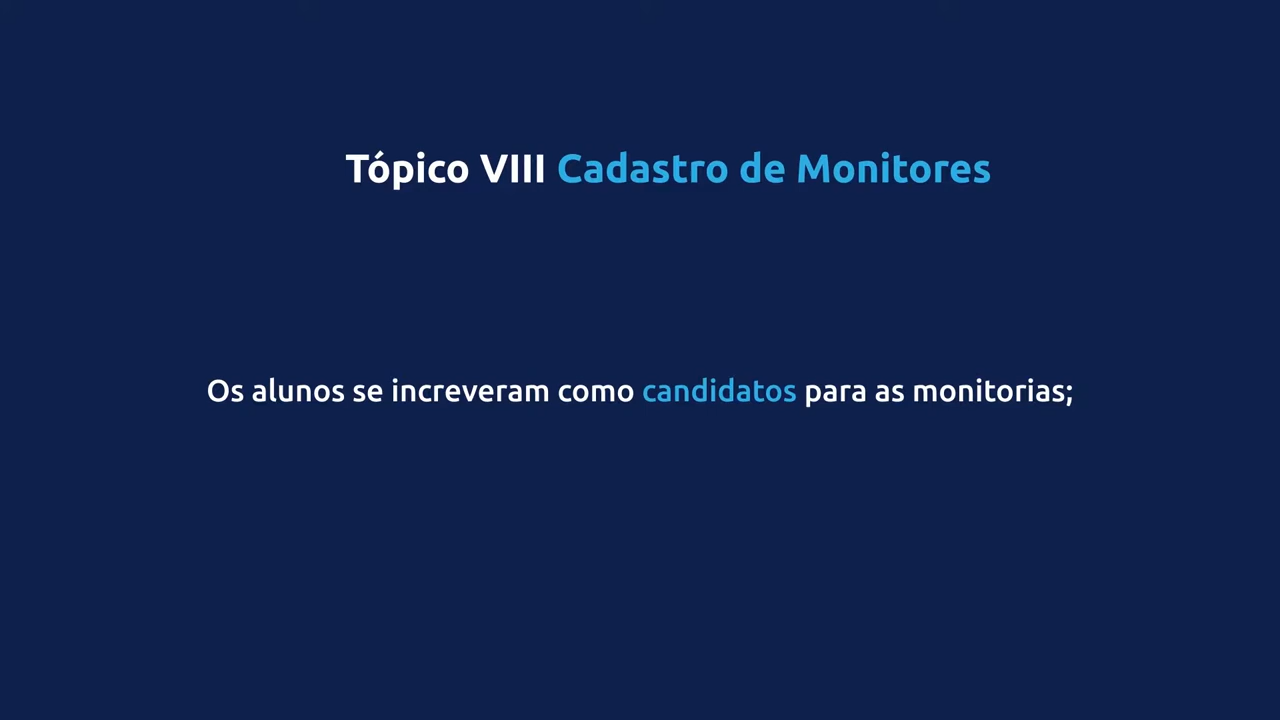 Tópico VIII Cadastro de Monitores
Os alunos se increveram como candidatos para as monitorias;